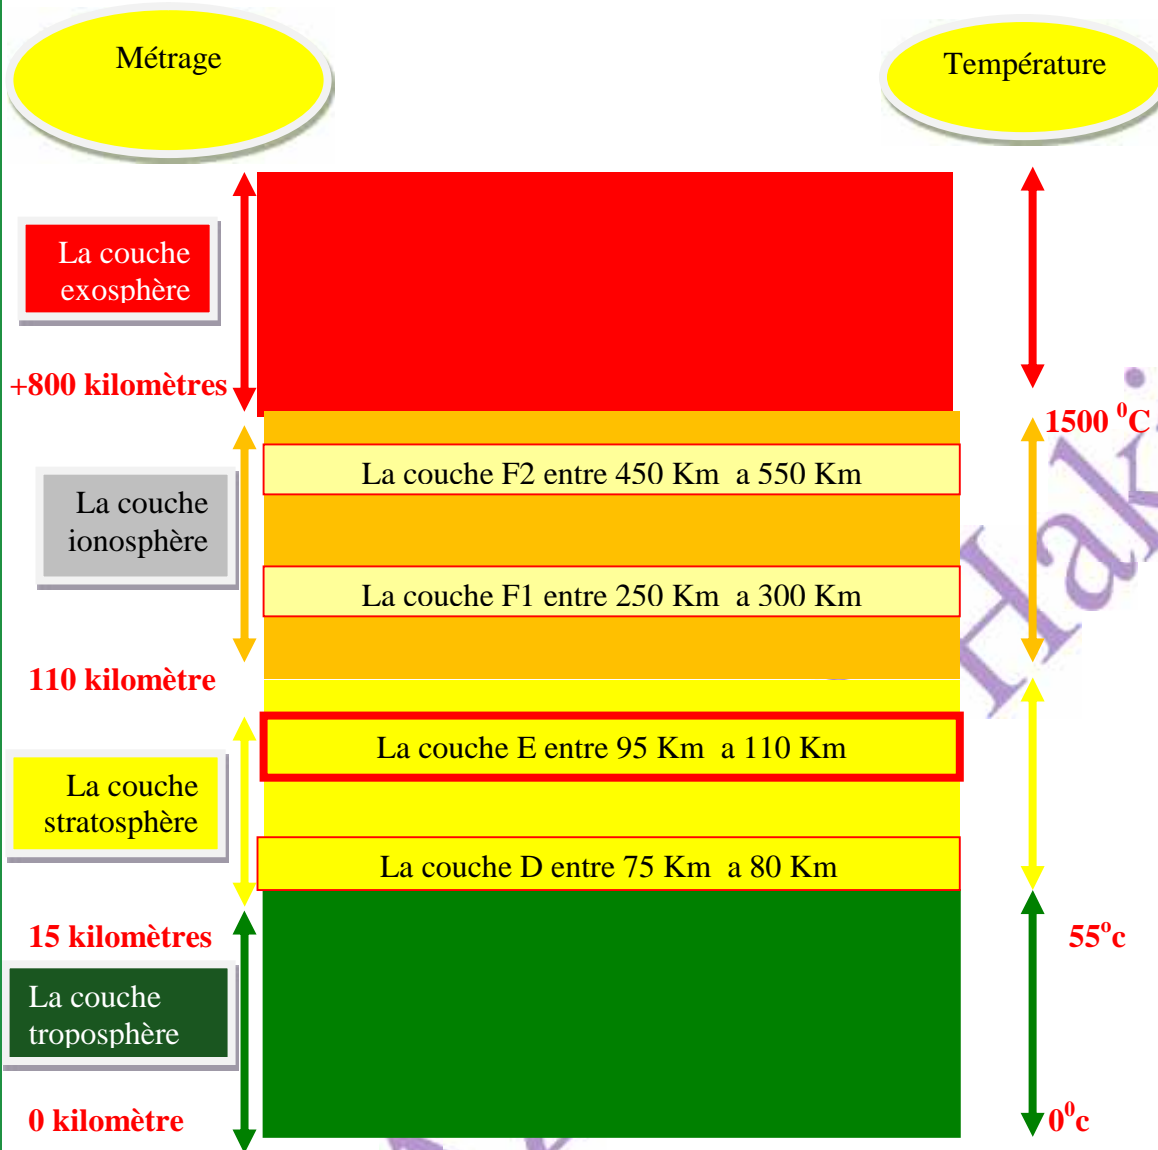 Métrage
Température
La couche
exosphère
+800 kilomètres
1500 ⁰C
La couche F2 entre 450 Km a 550 Km
La couche
ionosphère
La couche F1 entre 250 Km a 300 Km
110 kilomètre
La couche E entre 95 Km a 110 Km
La couche
stratosphère
La couche D entre 75 Km a 80 Km
15 kilomètres
55ºc
La couche
troposphère
0 kilomètre
0⁰c